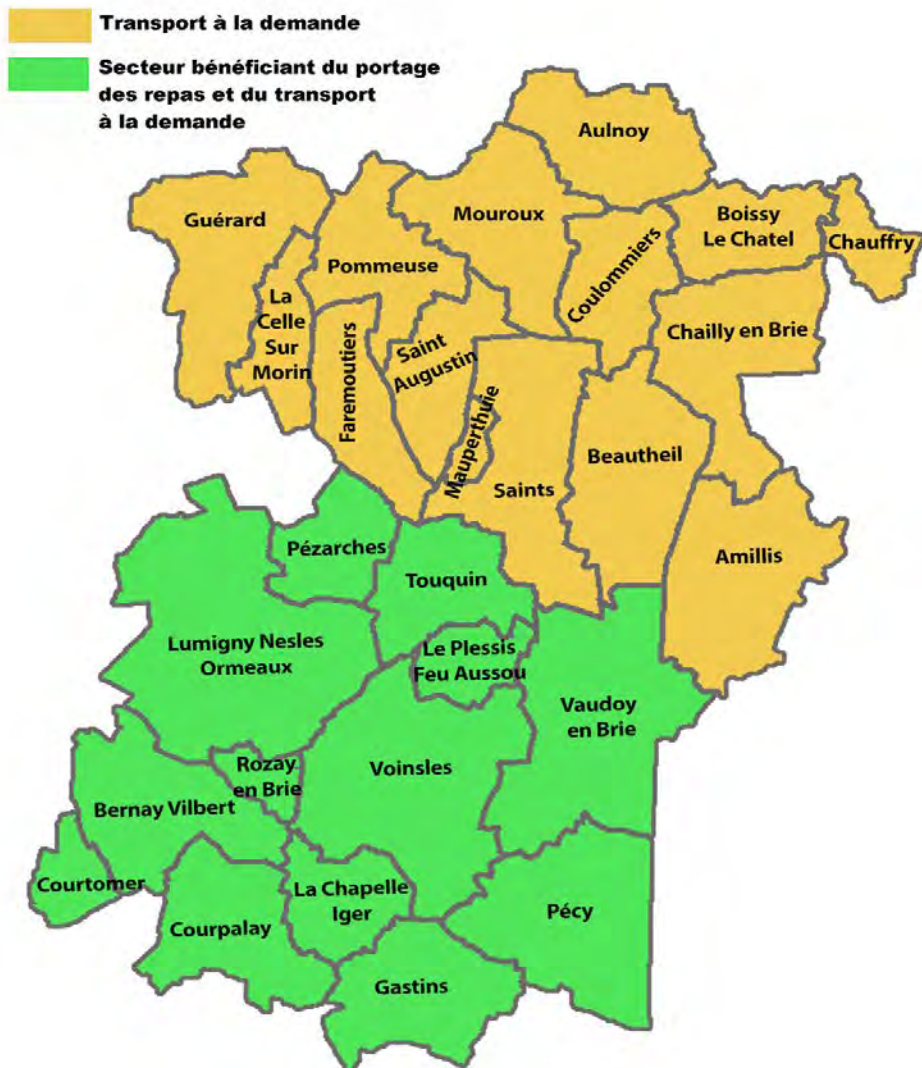 Transport à la demande
Secteur bénéficiant du portage
des repas et du transport
à la demande
Aulnoy
Guérard
Mouroux
Boissy
Le Chatel
Chauffry
Pommeuse
Coulommiers
La
Celle
Sur
Morin
Chailly en Brie
Faremoutiers
Saint
Augustin
Mauperthuie
Beautheil
Saints
Amillis
Pézarches
Touquin
Lumigny Nesles
Ormeaux
Le Plessis
Feu Aussou
Vaudoy
en Brie
Rozay
en Brie
Voinsles
Bernay Vilbert
Courtomer
La Chapelle
Iger
Courpalay
Pécy
Gastins